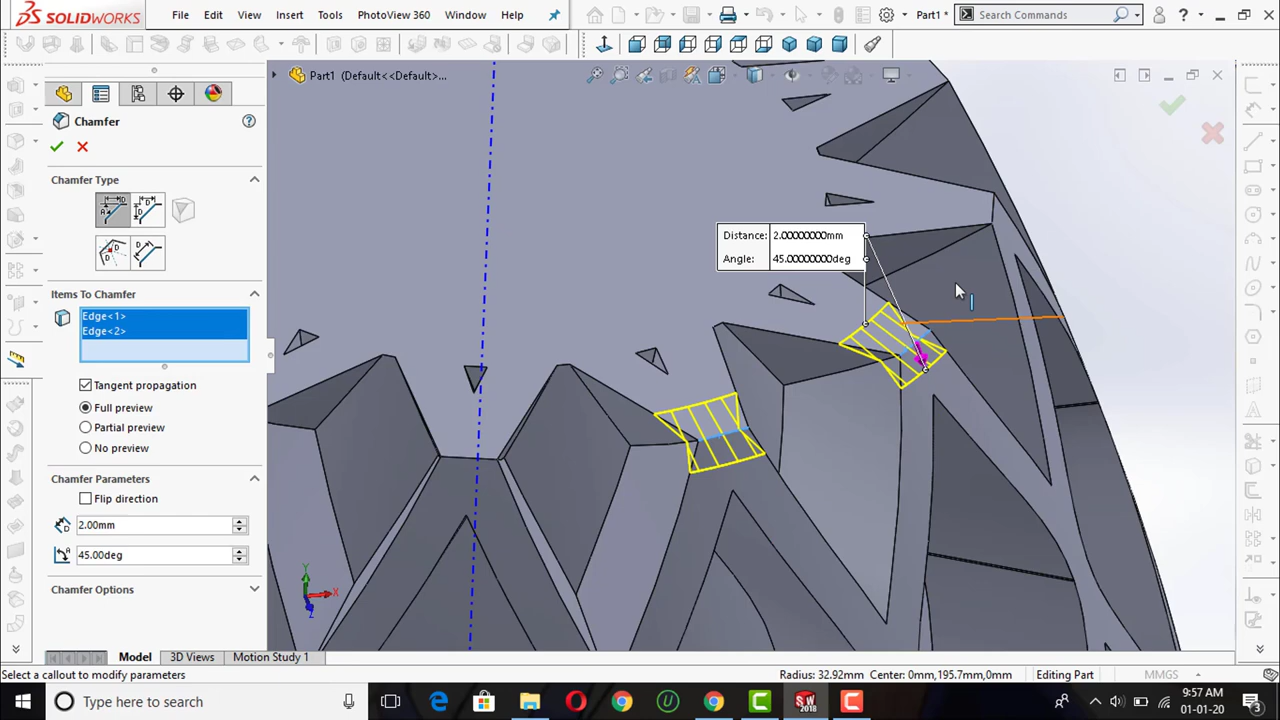 SOLIDWORKS File Edit View Insert Tools PhotoView 360 Window Help Part1 * Search Commands
Part1 (Default<<Default>...
Chamfer
Chamfer Type
Items To Chamfer
Edge<1>
Edge<2>
Tangent propagation
Full preview
Partial preview
No preview
Chamfer Parameters
Flip direction
2.00mm
45.00deg
Chamfer Options
Distance: 2.00000000mm
Angle: 45.00000000deg
Y
X
Z
Model 3D Views Motion Study 1
Select a callout to modify parameters Radius: 32.92mm Center: 0mm,195.7mm,0mm Editing Part MMGS
Type here to search
SW
2018
9:57 AM
01-01-20
3